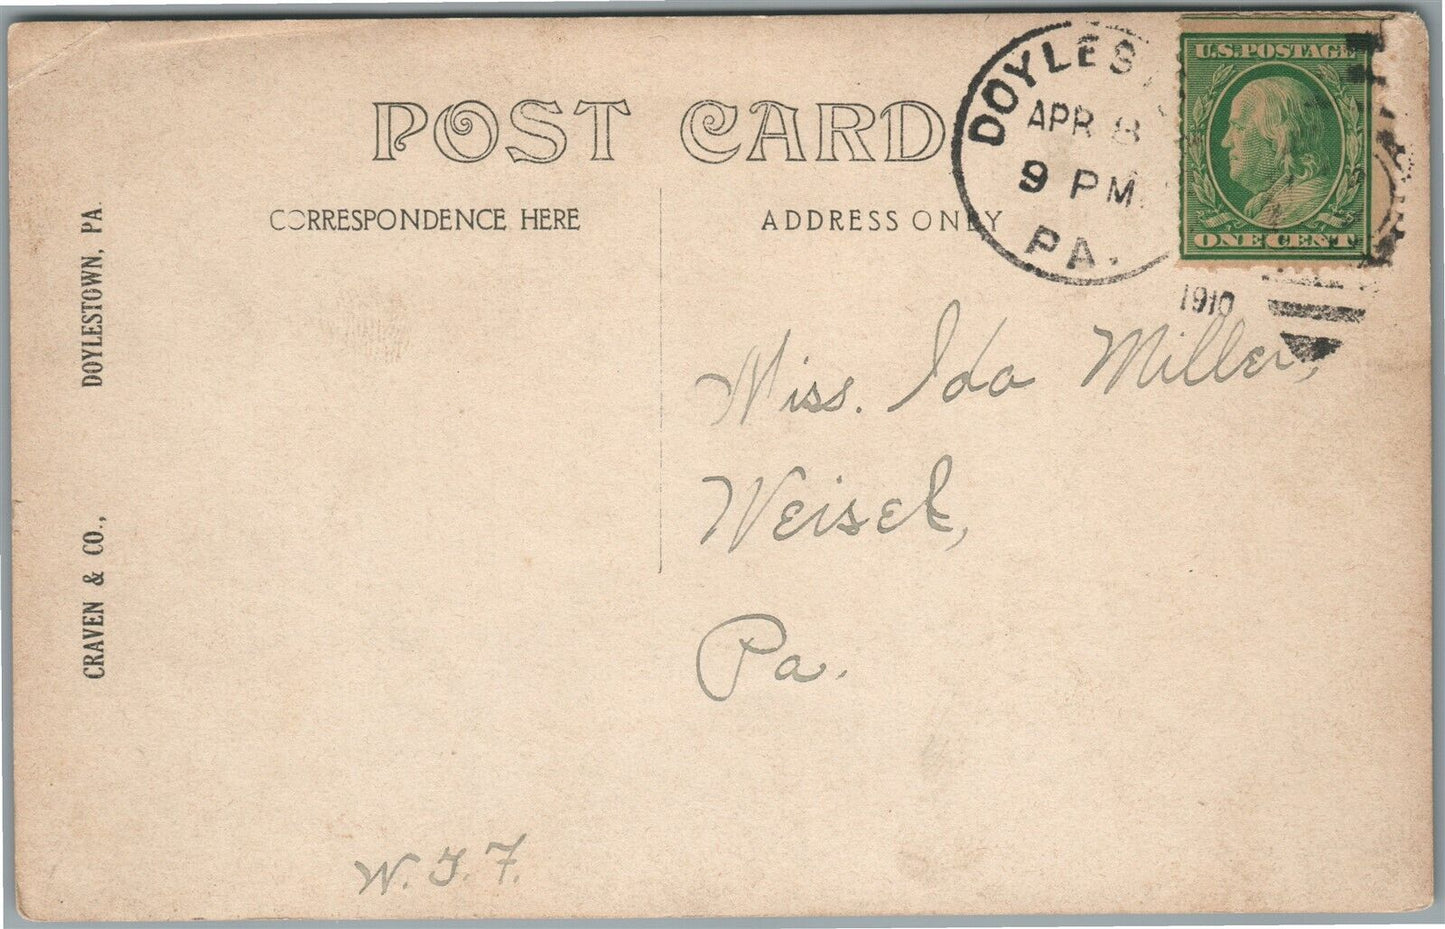 POST CARD
CORRESPONDENCE HERE
ADDRESS ONLY
DOYLES
APR 8
9 PM
PA.
1910
U.S. POSTAGE
ONE CENT
CRAVEN & CO., DOYLESTOWN, PA.
Miss. Ida Miller,
Weisel,
Pa.
W. J. F.